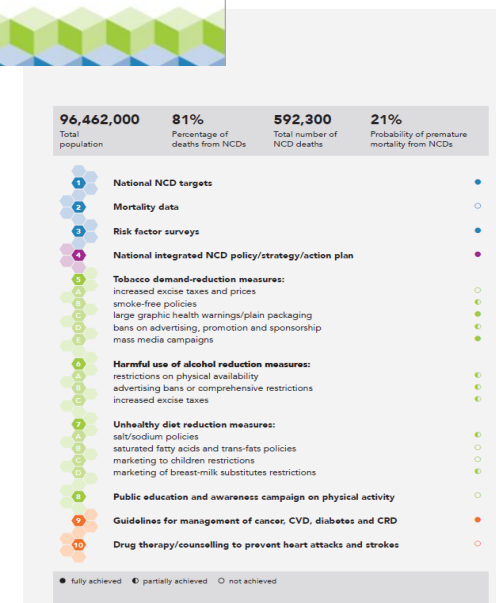 96,462,000 81% 592,300 21%
Total Percentage of Total number of Probability of premature
population deaths from NCDs NCD deaths mortality from NCDs
1 National NCD targets
2 Mortality data
3 Risk factor surveys
4 National integrated NCD policy/strategy/action plan
5 Tobacco demand-reduction measures:
A increased excise taxes and prices
B smoke-free policies
C large graphic health warnings/plain packaging
D bans on advertising, promotion and sponsorship
E mass media campaigns
6 Harmful use of alcohol reduction measures:
A restrictions on physical availability
B advertising bans or comprehensive restrictions
C increased excise taxes
7 Unhealthy diet reduction measures:
A salt/sodium policies
B saturated fatty acids and trans-fats policies
C marketing to children restrictions
D marketing of breast-milk substitutes restrictions
8 Public education and awareness campaign on physical activity
9 Guidelines for management of cancer, CVD, diabetes and CRD
10 Drug therapy/counselling to prevent heart attacks and strokes
● fully achieved ◐ partially achieved ○ not achieved